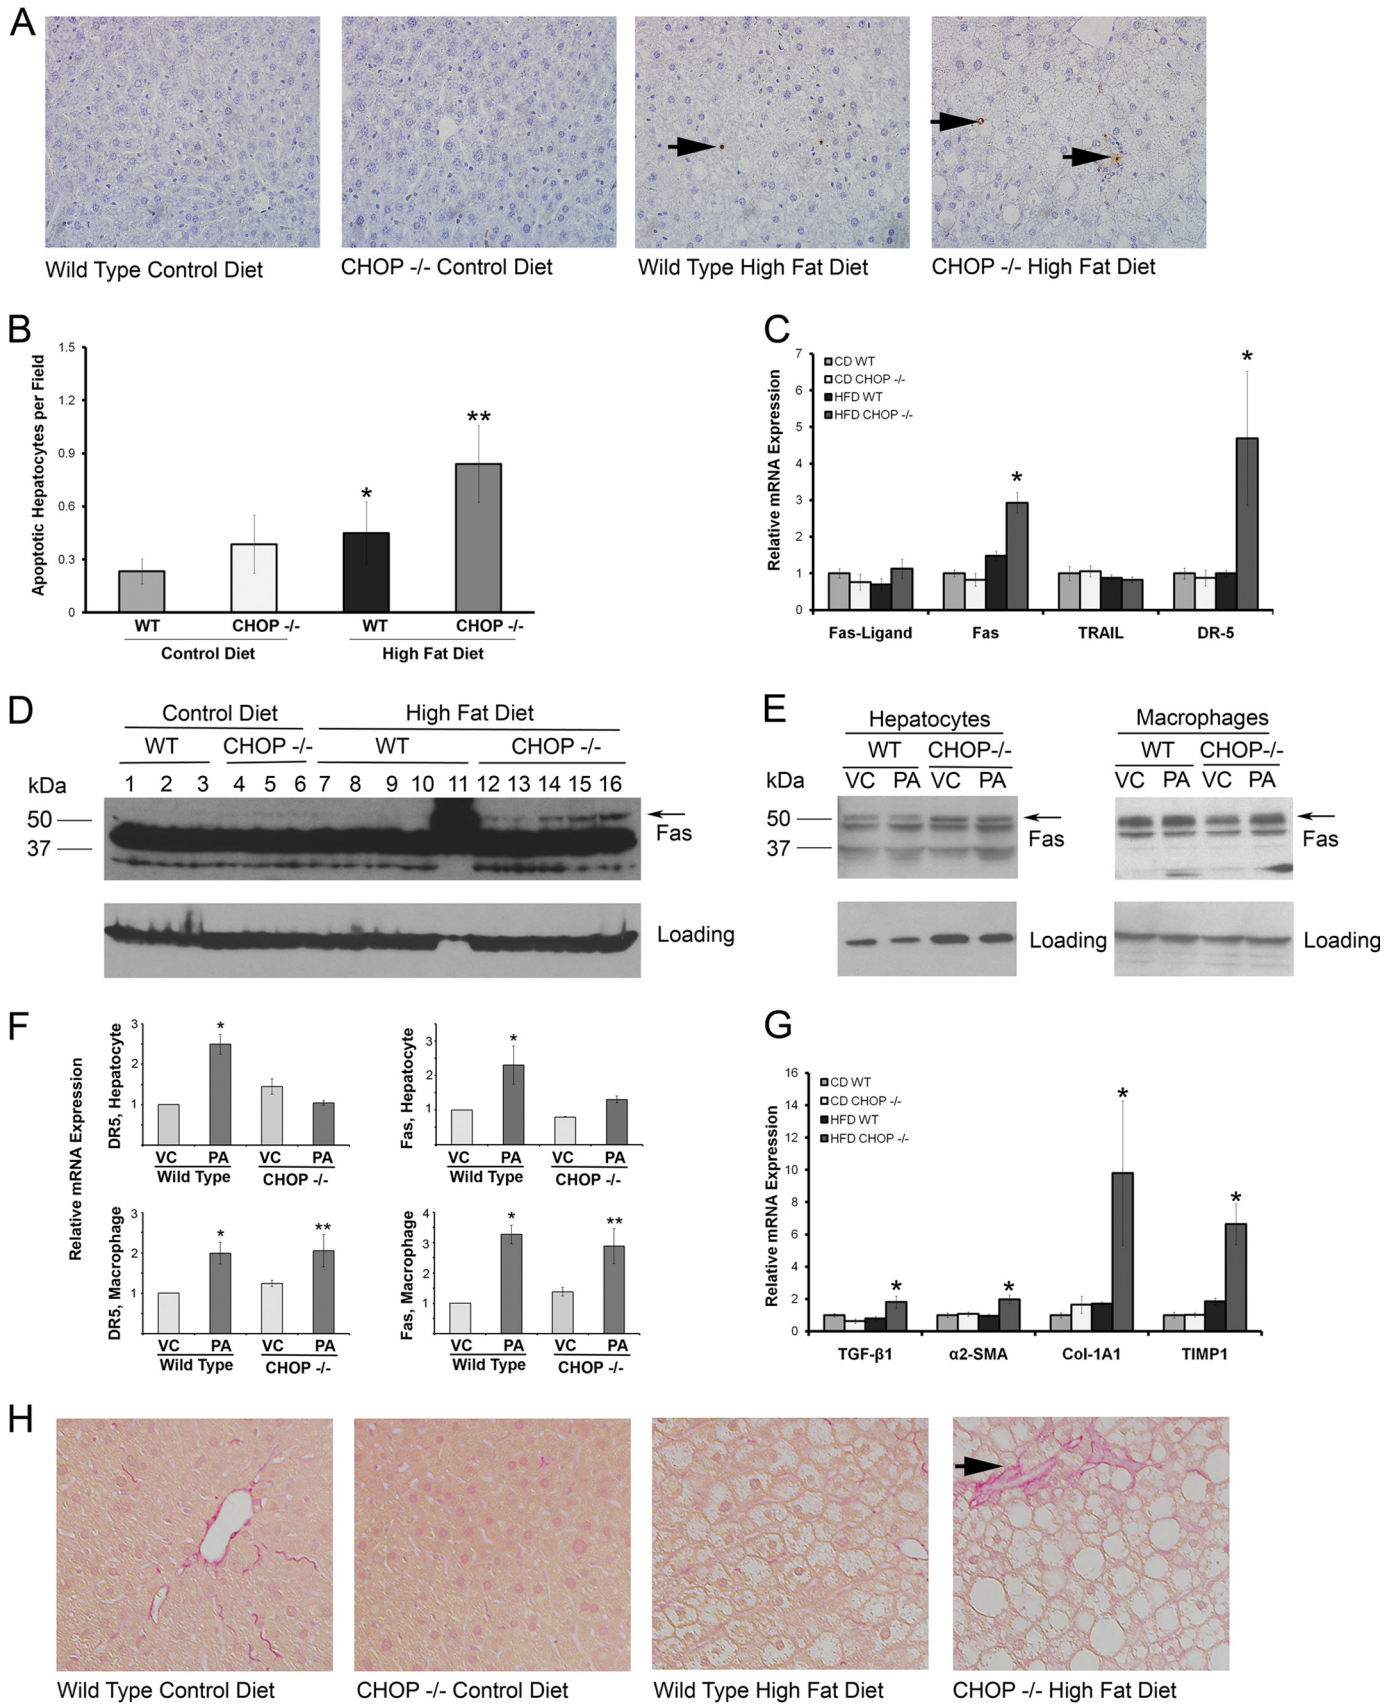 A
Wild Type Control Diet
CHOP -/- Control Diet
Wild Type High Fat Diet
CHOP -/- High Fat Diet
B
Apoptotic Hepatocytes per Field
1.5
1.2
0.9
0.6
0.3
0
*
**
WT
CHOP -/-
WT
CHOP -/-
Control Diet
High Fat Diet
C
Relative mRNA Expression
7
6
5
4
3
2
1
0
CD WT
CD CHOP -/-
HFD WT
HFD CHOP -/-
*
*
Fas-Ligand
Fas
TRAIL
DR-5
D
Control Diet
High Fat Diet
WT
CHOP -/-
WT
CHOP -/-
kDa
1 2 3 4 5 6 7 8 9 10 11 12 13 14 15 16
50
37
Fas
Loading
E
Hepatocytes
Macrophages
WT
CHOP-/-
WT
CHOP-/-
kDa
VC PA VC PA
VC PA VC PA
50
37
Fas
Fas
Loading
Loading
F
Relative mRNA Expression
DR5, Hepatocyte
3
2
1
*
VC PA VC PA
Wild Type
CHOP -/-
Fas, Hepatocyte
3
2
1
*
VC PA VC PA
Wild Type
CHOP -/-
DR5, Macrophage
3
2
1
0
*
**
VC PA VC PA
Wild Type
CHOP -/-
Fas, Macrophage
4
3
2
1
*
**
VC PA VC PA
Wild Type
CHOP -/-
G
Relative mRNA Expression
16
14
12
10
8
6
4
2
0
CD WT
CD CHOP -/-
HFD WT
HFD CHOP -/-
*
*
*
*
TGF-β1
α2-SMA
Col-1A1
TIMP1
H
Wild Type Control Diet
CHOP -/- Control Diet
Wild Type High Fat Diet
CHOP -/- High Fat Diet